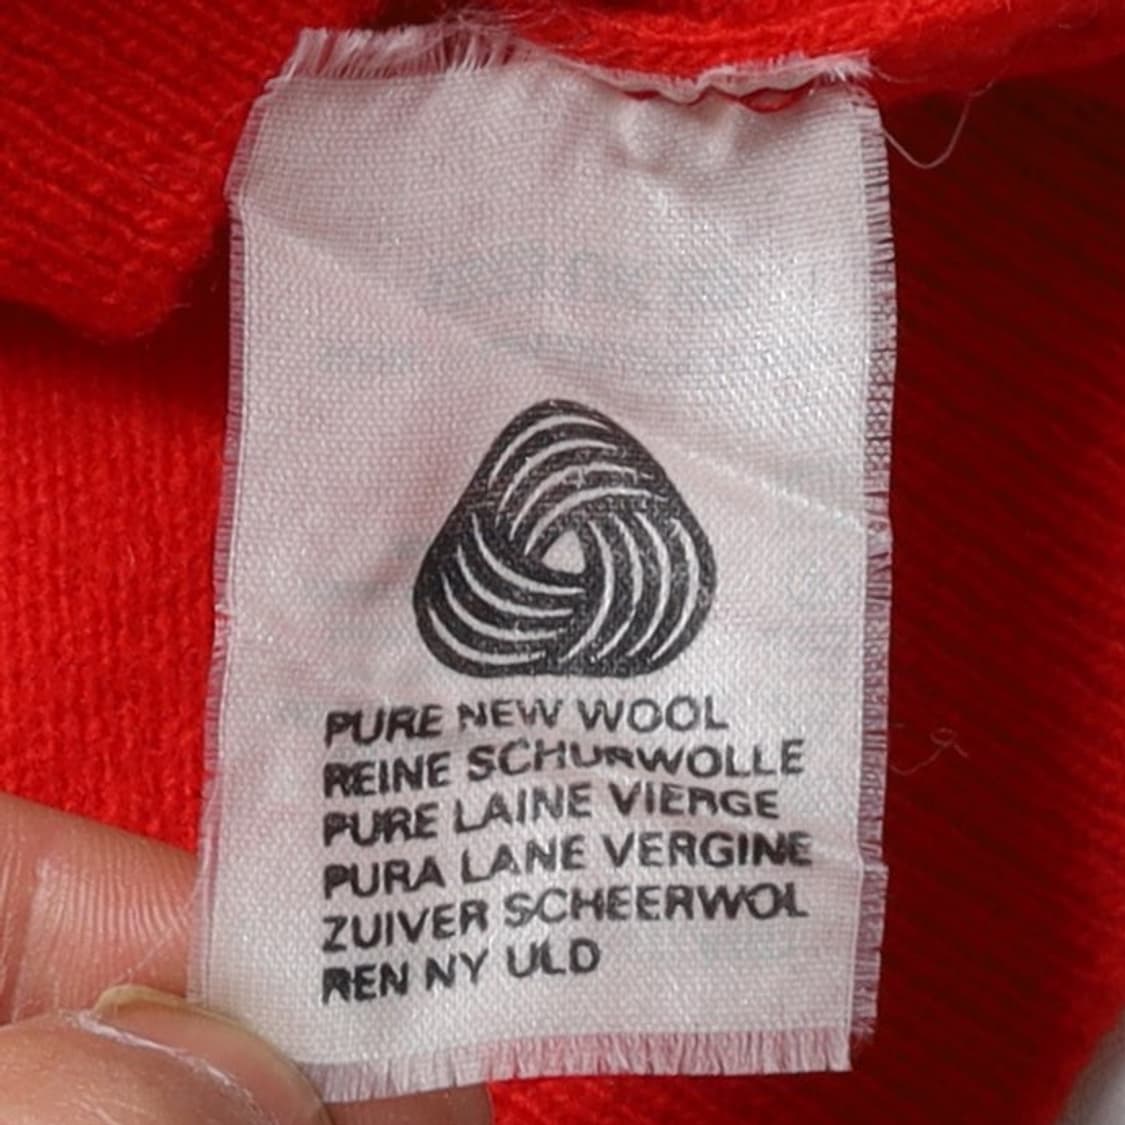 PURE NEW WOOL
REINE SCHURWOLLE
PURE LAINE VIERGE
PURA LANE VERGINE
ZUIVER SCHEERWOL
REN NY ULD